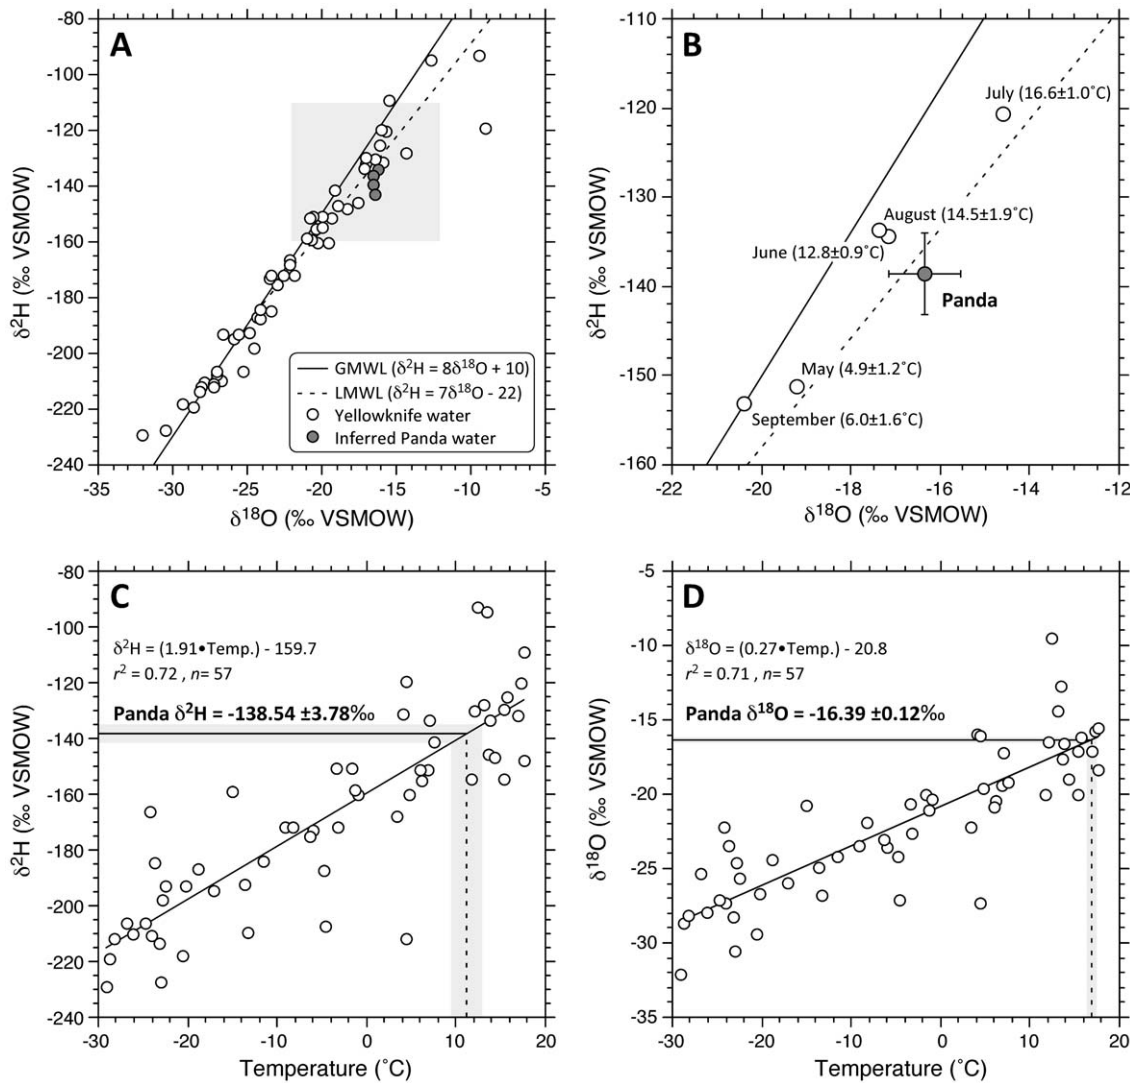 A
-80
-100
-120
-140
-160
-180
-200
-220
-240
δ²H (‰ VSMOW)
GMWL (δ²H = 8δ¹⁸O + 10)
LMWL (δ²H = 7δ¹⁸O - 22)
Yellowknife water
Inferred Panda water
-35 -30 -25 -20 -15 -10 -5
δ¹⁸O (‰ VSMOW)
B
-110
-120
-130
-140
-150
-160
δ²H (‰ VSMOW)
July (16.6±1.0˚C)
August (14.5±1.9˚C)
June (12.8±0.9˚C)
Panda
May (4.9±1.2˚C)
September (6.0±1.6˚C)
-22 -20 -18 -16 -14 -12
δ¹⁸O (‰ VSMOW)
C
-80
-100
-120
-140
-160
-180
-200
-220
-240
δ²H (‰ VSMOW)
δ²H = (1.91•Temp.) - 159.7
r² = 0.72 , n= 57
Panda δ²H = -138.54 ±3.78‰
-30 -20 -10 0 10 20
Temperature (˚C)
D
-5
-10
-15
-20
-25
-30
-35
δ¹⁸O (‰ VSMOW)
δ¹⁸O = (0.27•Temp.) - 20.8
r² = 0.71 , n= 57
Panda δ¹⁸O = -16.39 ±0.12‰
-30 -20 -10 0 10 20
Temperature (˚C)